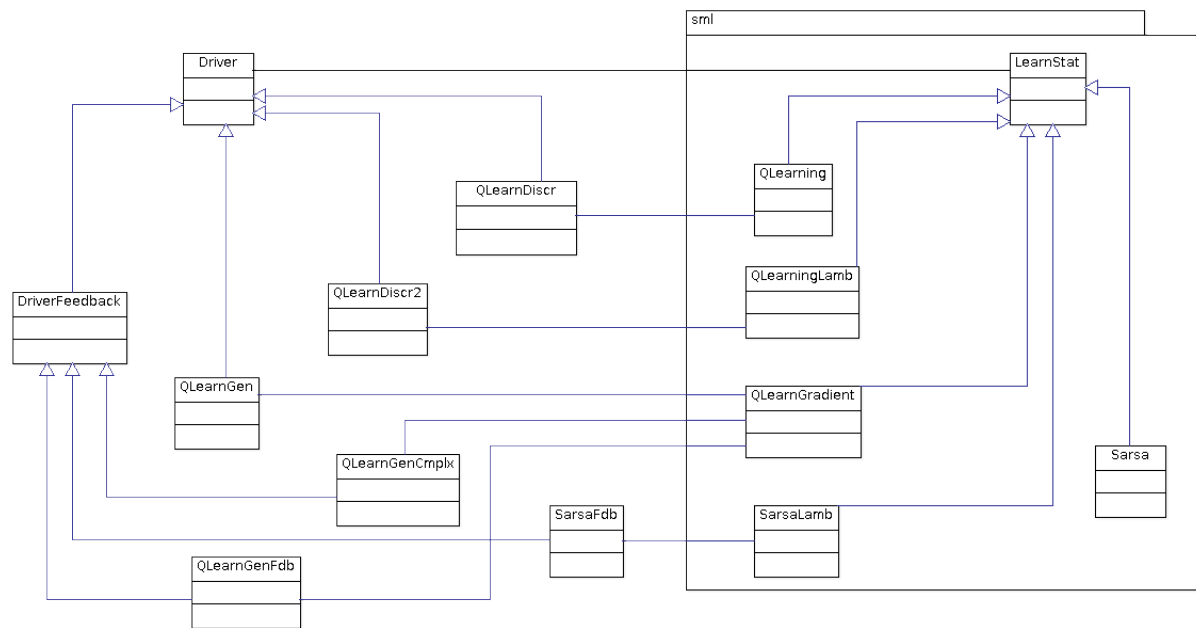 sml
Driver
LearnStat
QLearning
QLearnDiscr
QLearningLamb
QLearnDiscr2
DriverFeedback
QLearnGen
QLearnGradient
Sarsa
QLearnGenCmplx
SarsaFdb
SarsaLamb
QLearnGenFdb